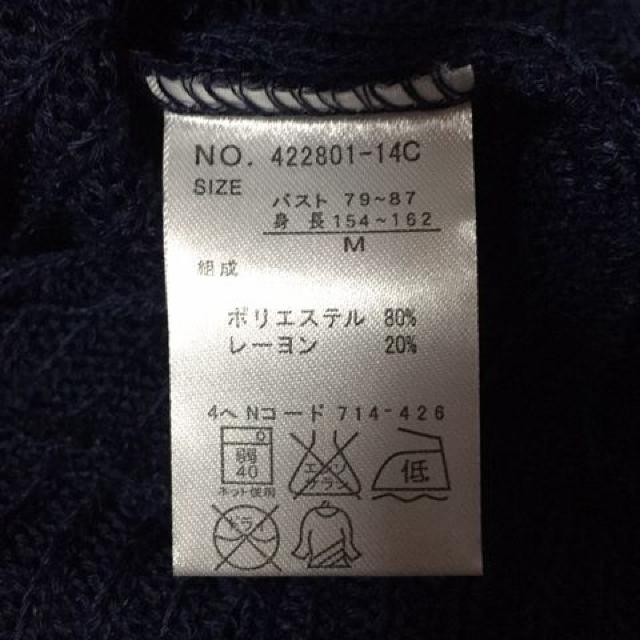 NO. 422801-14C
SIZE
バスト 79~87
身長 154~162
M
組成
ポリエステル 80%
レーヨン 20%
4へNコード 714-426
弱
40
ネット使用
エンソ
サラシ
低
ドライ